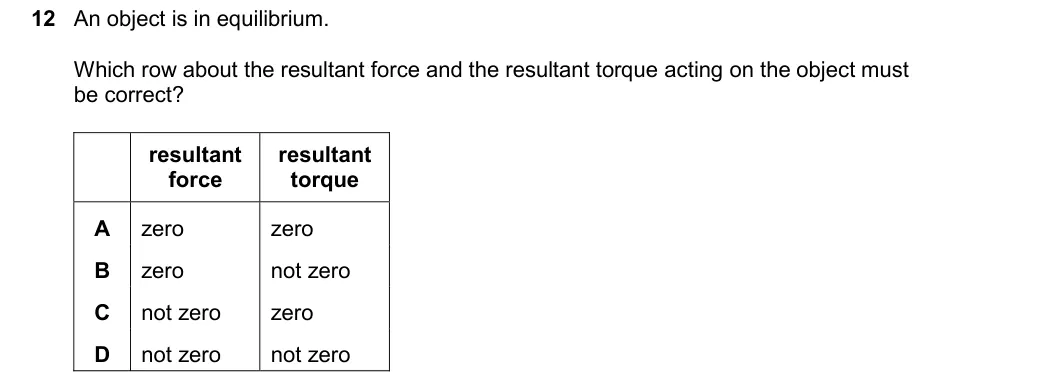 12 An object is in equilibrium.
Which row about the resultant force and the resultant torque acting on the object must
be correct?
resultant force resultant torque
A zero zero
B zero not zero
C not zero zero
D not zero not zero